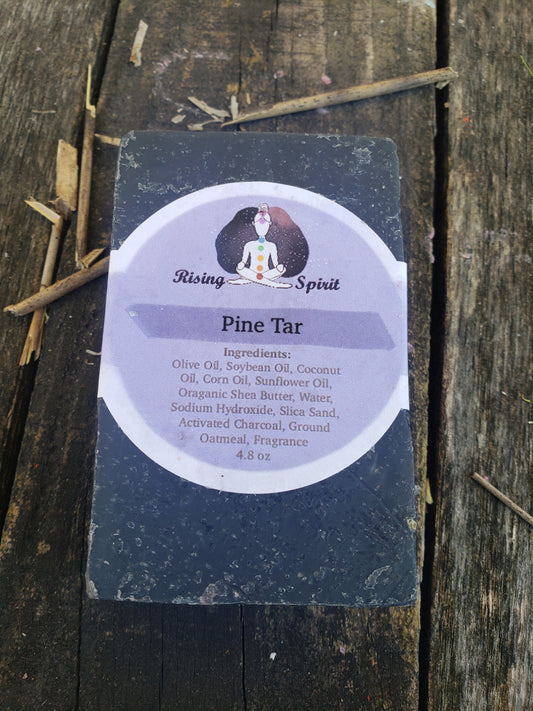 Rising Spirit
Pine Tar
Ingredients:
Olive Oil, Soybean Oil, Coconut
Oil, Corn Oil, Sunflower Oil,
Oraganic Shea Butter, Water,
Sodium Hydroxide, Slica Sand,
Activated Charcoal, Ground
Oatmeal, Fragrance
4.8 oz